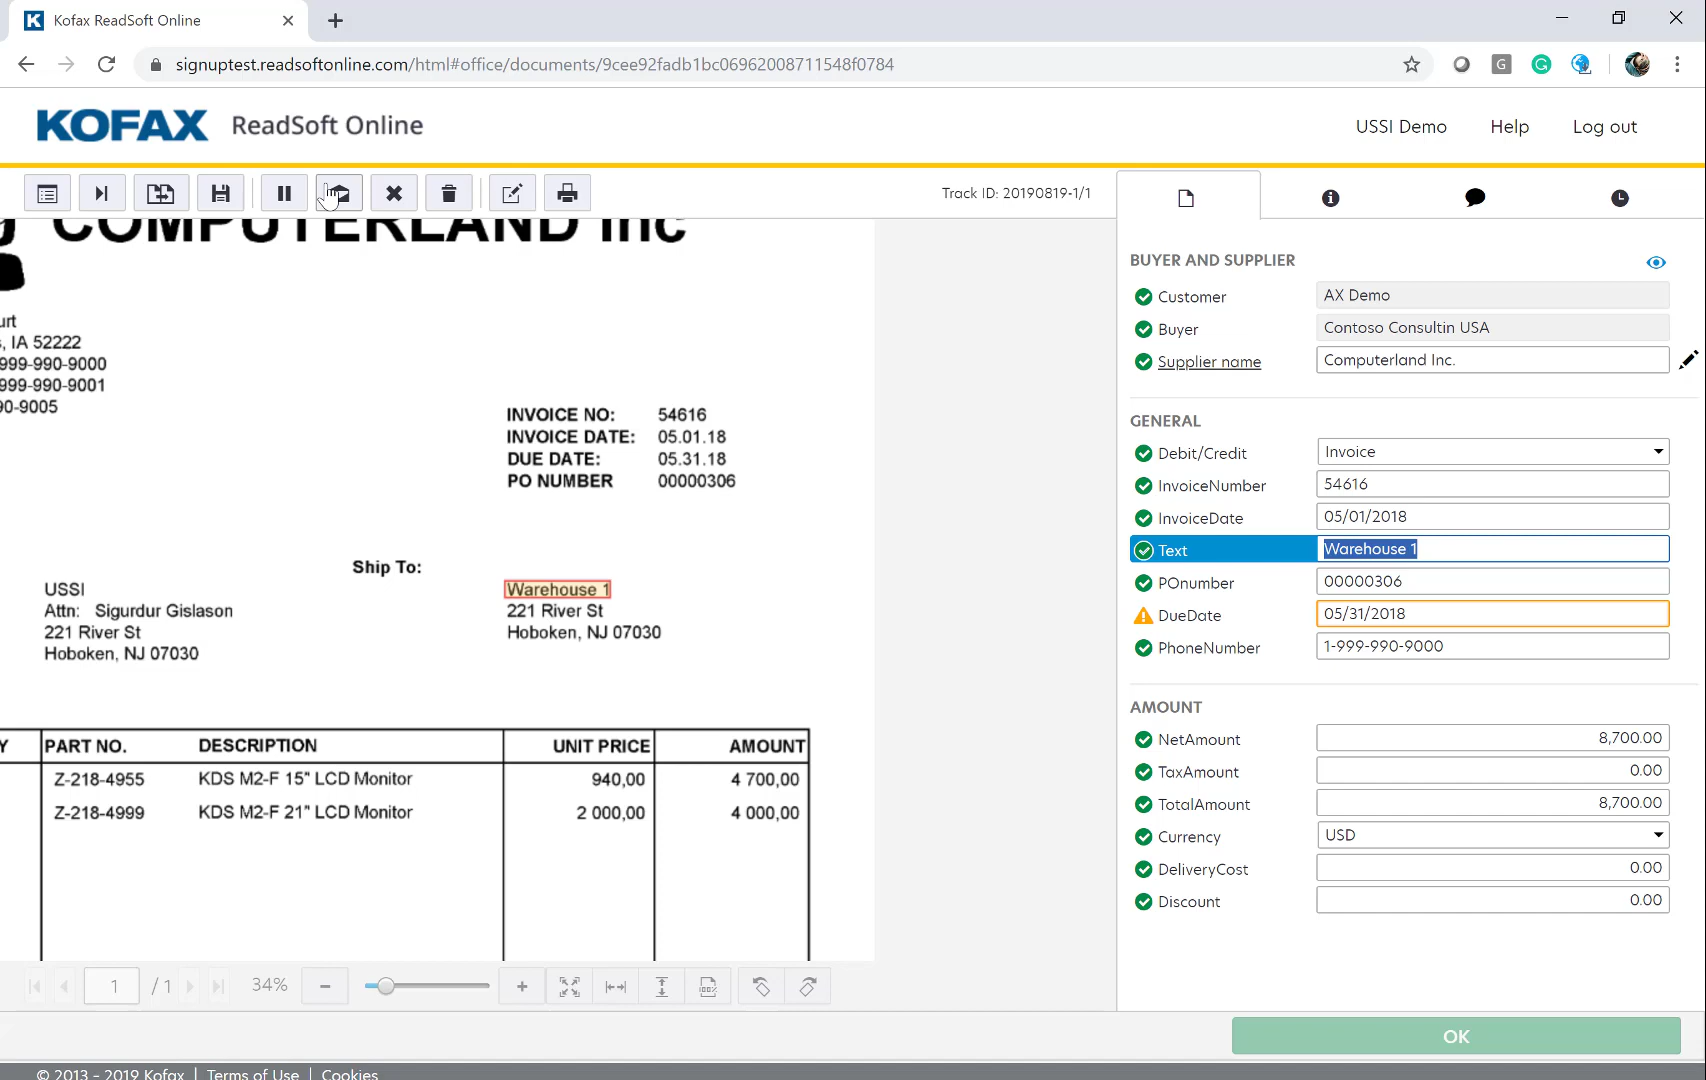 Kofax ReadSoft Online
signuptest.readsoftonline.com/html#office/documents/9cee92fadb1bc06962008711548f0784
KOFAX ReadSoft Online
USSI Demo Help Log out
Track ID: 20190819-1/1
COMPUTERLAND Inc
urt
, IA 52222
999-990-9000
999-990-9001
90-9005
INVOICE NO: 54616
INVOICE DATE: 05.01.18
DUE DATE: 05.31.18
PO NUMBER 00000306
Ship To:
USSI
Attn: Sigurdur Gislason
221 River St
Hoboken, NJ 07030
Warehouse 1
221 River St
Hoboken, NJ 07030
Y PART NO. DESCRIPTION UNIT PRICE AMOUNT
Z-218-4955 KDS M2-F 15" LCD Monitor 940,00 4 700,00
Z-218-4999 KDS M2-F 21" LCD Monitor 2 000,00 4 000,00
1 / 1 34%
BUYER AND SUPPLIER
Customer AX Demo
Buyer Contoso Consultin USA
Supplier name Computerland Inc.
GENERAL
Debit/Credit Invoice
InvoiceNumber 54616
InvoiceDate 05/01/2018
Text Warehouse 1
POnumber 00000306
DueDate 05/31/2018
PhoneNumber 1-999-990-9000
AMOUNT
NetAmount 8,700.00
TaxAmount 0.00
TotalAmount 8,700.00
Currency USD
DeliveryCost 0.00
Discount 0.00
OK
© 2013 - 2019 Kofax | Terms of Use | Cookies